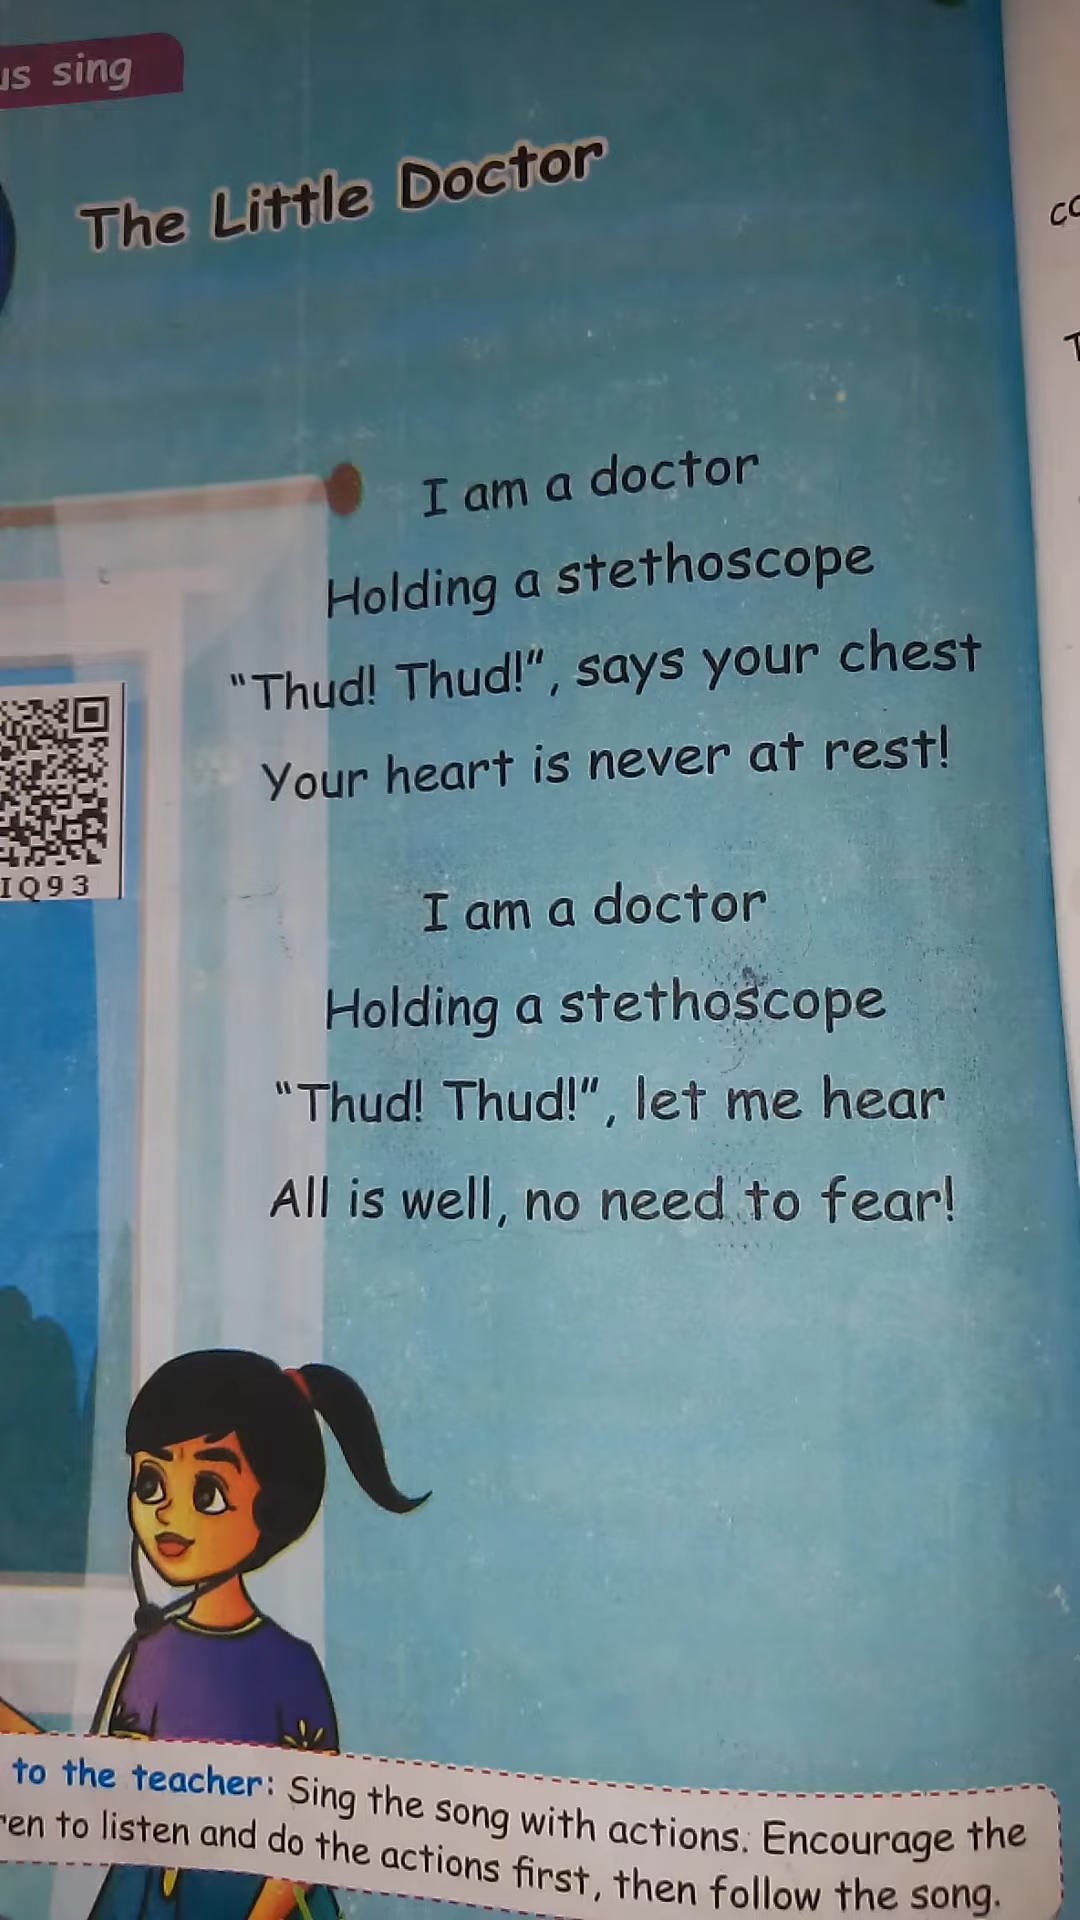 us sing
The Little Doctor
I am a doctor
Holding a stethoscope
"Thud! Thud!", says your chest
Your heart is never at rest!
IQ93
I am a doctor
Holding a stethoscope
"Thud! Thud!", let me hear
All is well, no need to fear!
to the teacher: Sing the song with actions. Encourage the
to listen and do the actions first, then follow the song.